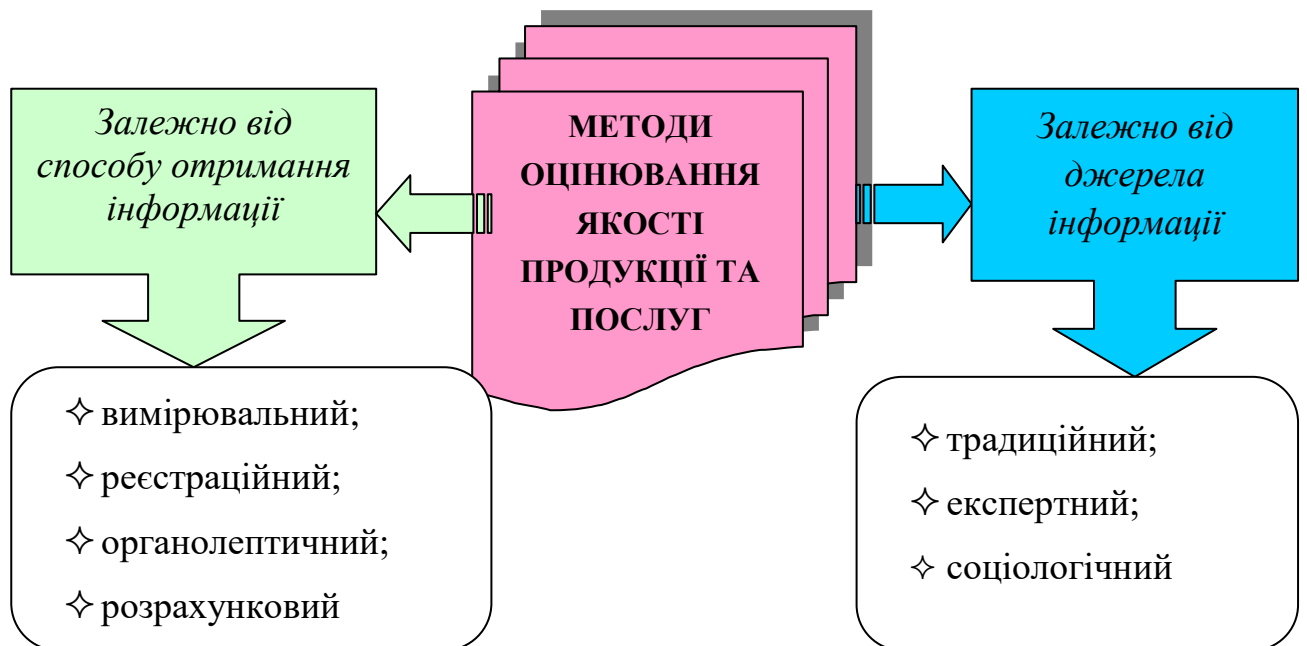 МЕТОДИ
ОЦІНЮВАННЯ
ЯКОСТІ
ПРОДУКЦІЇ ТА
ПОСЛУГ
Залежно від
способу отримання
інформації
вимірювальний;
реєстраційний;
органолептичний;
розрахунковий
Залежно від
джерела
інформації
традиційний;
експертний;
соціологічний